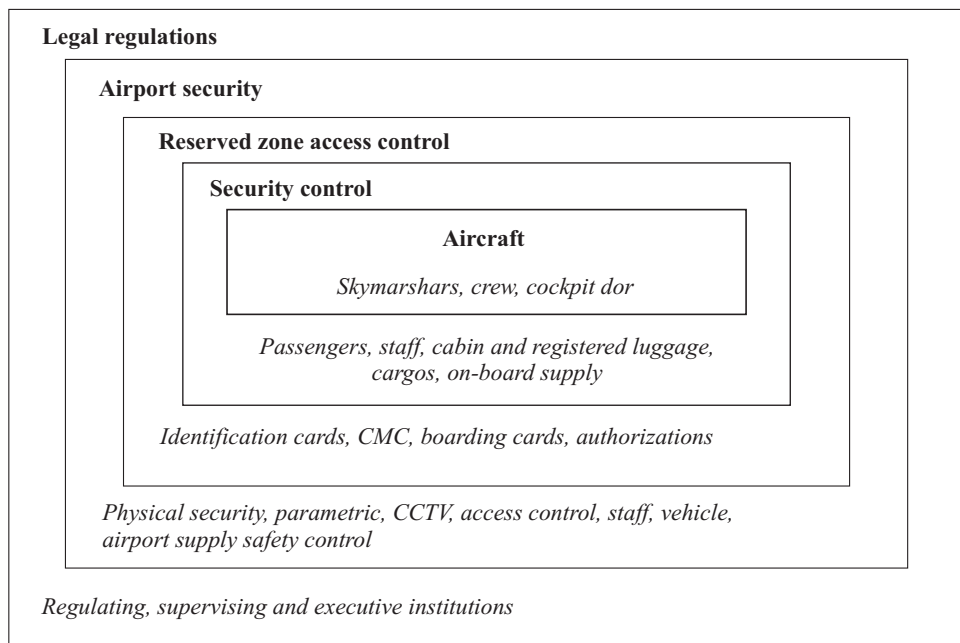 Legal regulations
Airport security
Reserved zone access control
Security control
Aircraft
Skymarshars, crew, cockpit dor
Passengers, staff, cabin and registered luggage,
cargos, on-board supply
Identification cards, CMC, boarding cards, authorizations
Physical security, parametric, CCTV, access control, staff, vehicle,
airport supply safety control
Regulating, supervising and executive institutions